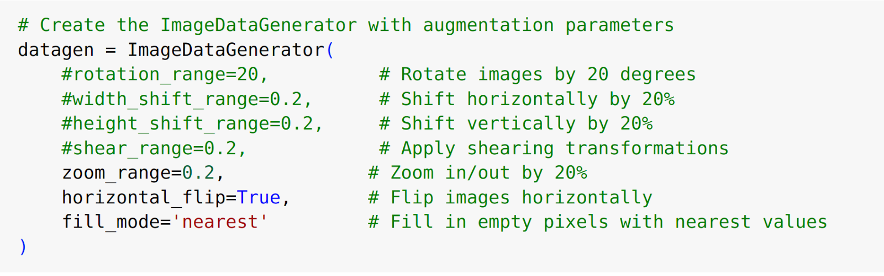 # Create the ImageDataGenerator with augmentation parameters
datagen = ImageDataGenerator(
    #rotation_range=20,          # Rotate images by 20 degrees
    #width_shift_range=0.2,      # Shift horizontally by 20%
    #height_shift_range=0.2,     # Shift vertically by 20%
    #shear_range=0.2,            # Apply shearing transformations
    zoom_range=0.2,             # Zoom in/out by 20%
    horizontal_flip=True,       # Flip images horizontally
    fill_mode='nearest'         # Fill in empty pixels with nearest values
)